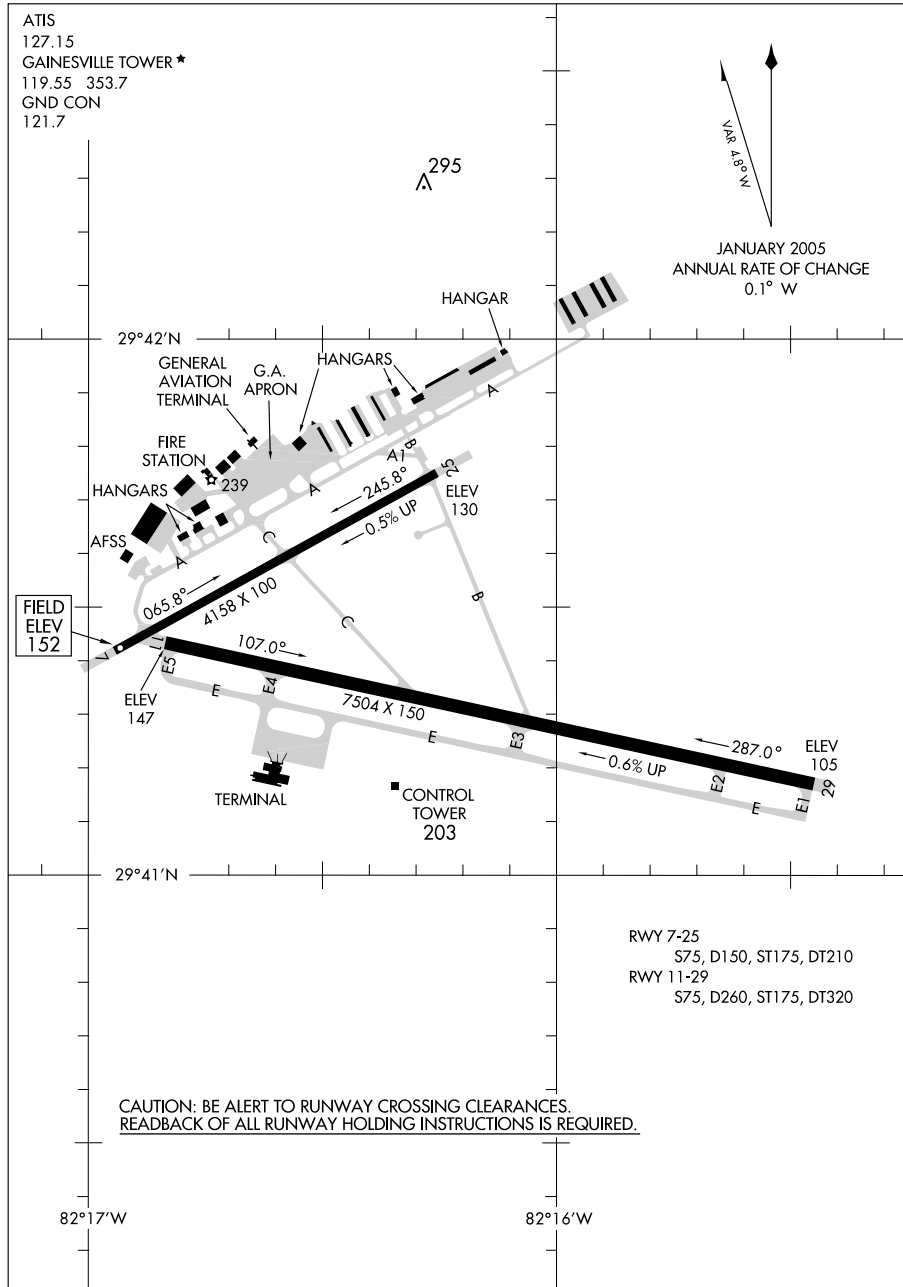 ATIS
127.15
GAINESVILLE TOWER ★
119.55 353.7
GND CON
121.7
295
VAR 4.8° W
JANUARY 2005
ANNUAL RATE OF CHANGE
0.1° W
HANGAR
29°42'N
GENERAL
AVIATION
TERMINAL
G.A.
APRON
HANGARS
A
B
A1
FIRE
STATION
239
25
ELEV
130
HANGARS
A
245.8°
0.5% UP
AFSS
A
C
065.8°
4158 X 100
B
FIELD
ELEV
152
7
11
107.0°
C
E5
E4
ELEV
147
E
7504 X 150
E
E3
287.0°
ELEV
105
0.6% UP
E2
29
E1
E
TERMINAL
CONTROL
TOWER
203
29°41'N
RWY 7-25
S75, D150, ST175, DT210
RWY 11-29
S75, D260, ST175, DT320
CAUTION: BE ALERT TO RUNWAY CROSSING CLEARANCES.
READBACK OF ALL RUNWAY HOLDING INSTRUCTIONS IS REQUIRED.
82°17'W
82°16'W